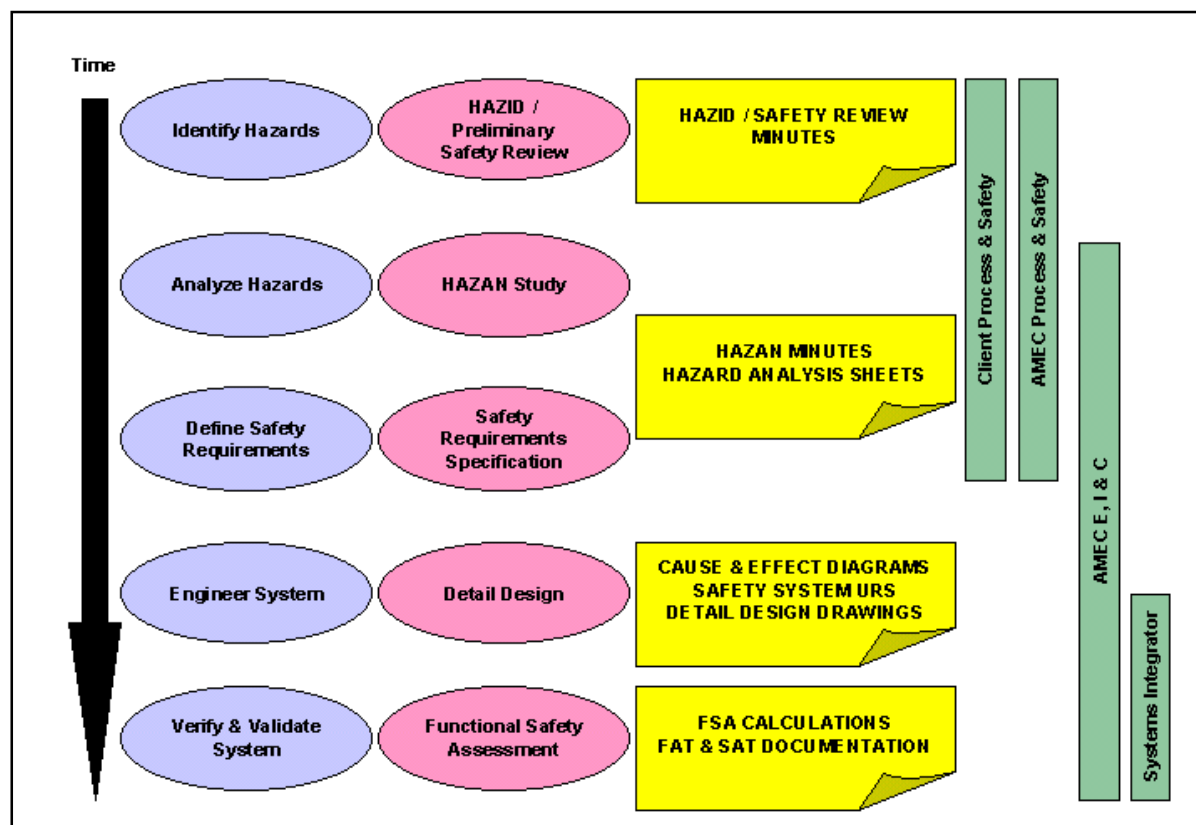 Time
Identify Hazards
HAZID /
Preliminary
Safety Review
HAZID / SAFETY REVIEW
MINUTES
Analyze Hazards
HAZAN Study
HAZAN MINUTES
HAZARD ANALYSIS SHEETS
Define Safety
Requirements
Safety
Requirements
Specification
Engineer System
Detail Design
CAUSE & EFFECT DIAGRAMS
SAFETY SYSTEM URS
DETAIL DESIGN DRAWINGS
Verify & Validate
System
Functional Safety
Assessment
FSA CALCULATIONS
FAT & SAT DOCUMENTATION
Client Process & Safety
AMEC Process & Safety
AMEC E, I & C
Systems Integrator